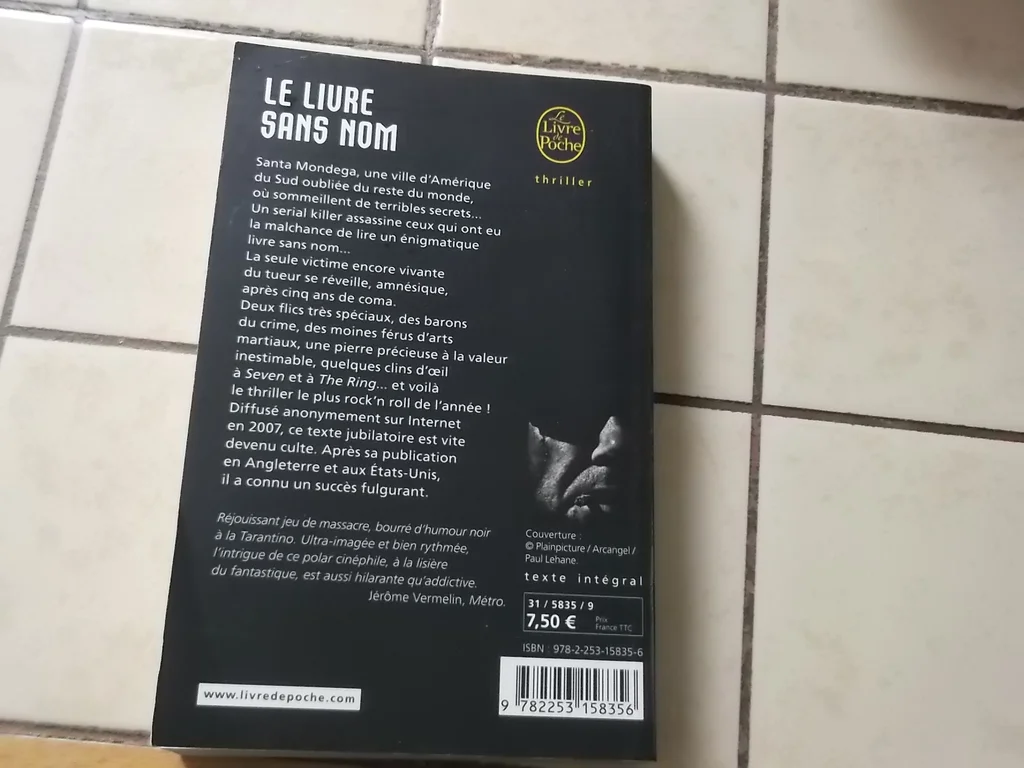 LE LIVRE
SANS NOM
Le
Livre
de
Poche
thriller
Santa Mondega, une ville d'Amérique
du Sud oubliée du reste du monde,
où sommeillent de terribles secrets...
Un serial killer assassine ceux qui ont eu
la malchance de lire un énigmatique
livre sans nom...
La seule victime encore vivante
du tueur se réveille, amnésique,
après cinq ans de coma.
Deux flics très spéciaux, des barons
du crime, des moines férus d'arts
martiaux, une pierre précieuse à la valeur
inestimable, quelques clins d'œil
à Seven et à The Ring... et voilà
le thriller le plus rock'n roll de l'année !
Diffusé anonymement sur Internet
en 2007, ce texte jubilatoire est vite
devenu culte. Après sa publication
en Angleterre et aux États-Unis,
il a connu un succès fulgurant.
Réjouissant jeu de massacre, bourré d'humour noir
à la Tarantino. Ultra-imagée et bien rythmée,
l'intrigue de ce polar cinéphile, à la lisière
du fantastique, est aussi hilarante qu'addictive.
Jérôme Vermelin, Métro.
Couverture :
© Plainpicture / Arcangel /
Paul Lehane.
texte intégral
31 / 5835 / 9
7,50 € Prix
France TTC
ISBN : 978-2-253-15835-6
9 782253 158356
www.livredepoche.com